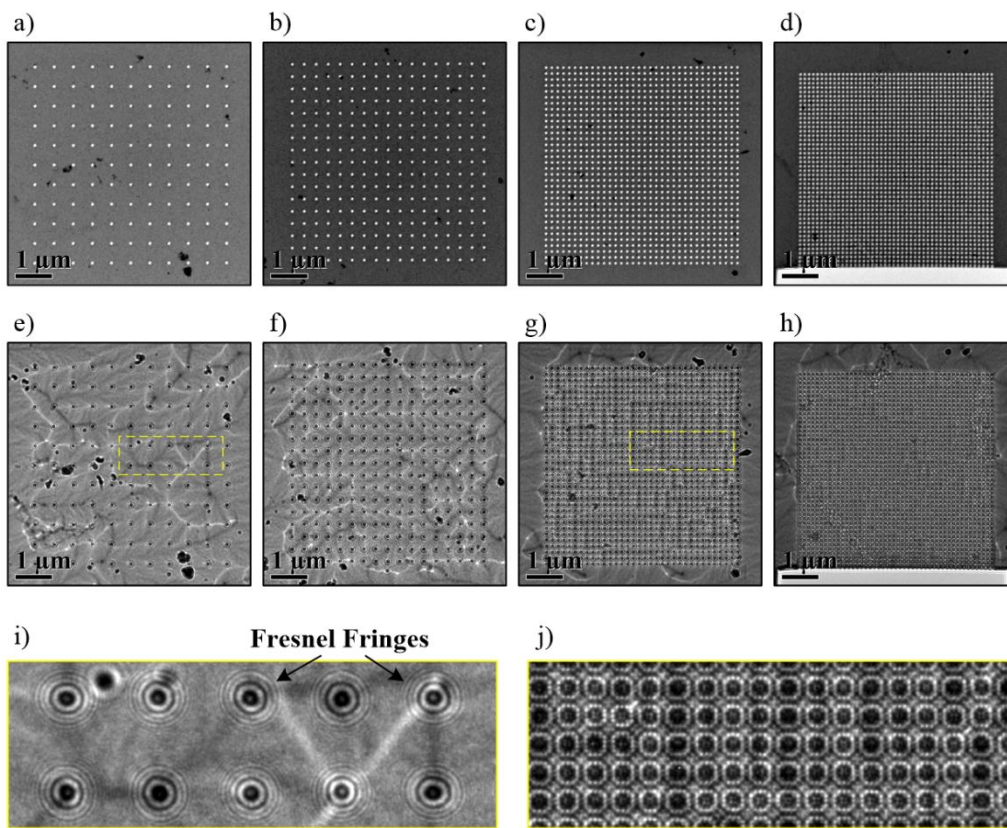 a)
b)
c)
d)
1 µm
1 µm
1 µm
1 µm
e)
f)
g)
h)
1 µm
1 µm
1 µm
1 µm
i)
Fresnel Fringes
j)